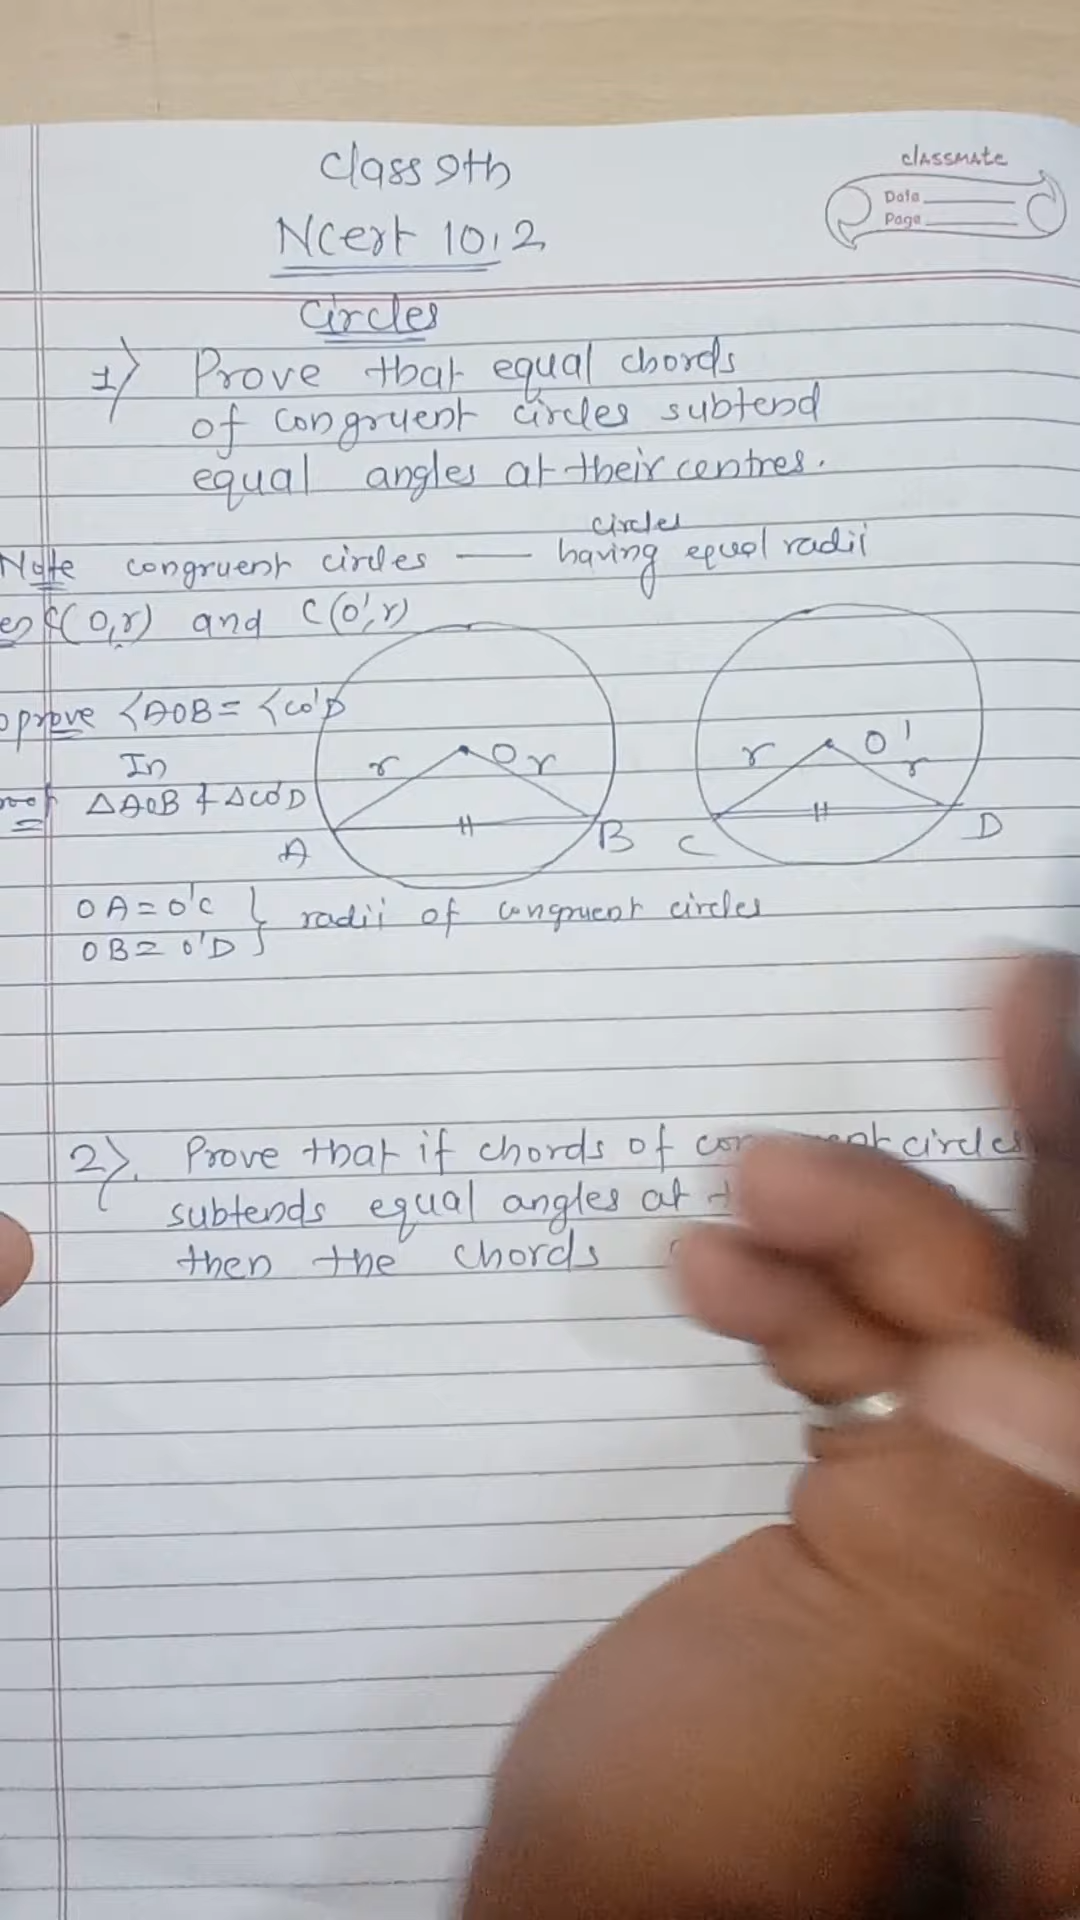 Class 9th
classmate
Date
Page
Ncert 10.2
Circles
1) Prove that equal chords
of congruent circles subtend
equal angles at their centres.
circles
Note congruent circles — having equal radii
C(O,r) and C(O',r)
prove ∠AOB = ∠CO'D
In
ΔAOB & ΔCO'D
r O r
r O' r
A B C D
OA = O'C } radii of congruent circles
OB = O'D
2). Prove that if chords of circles
subtends equal angles at
then the chords